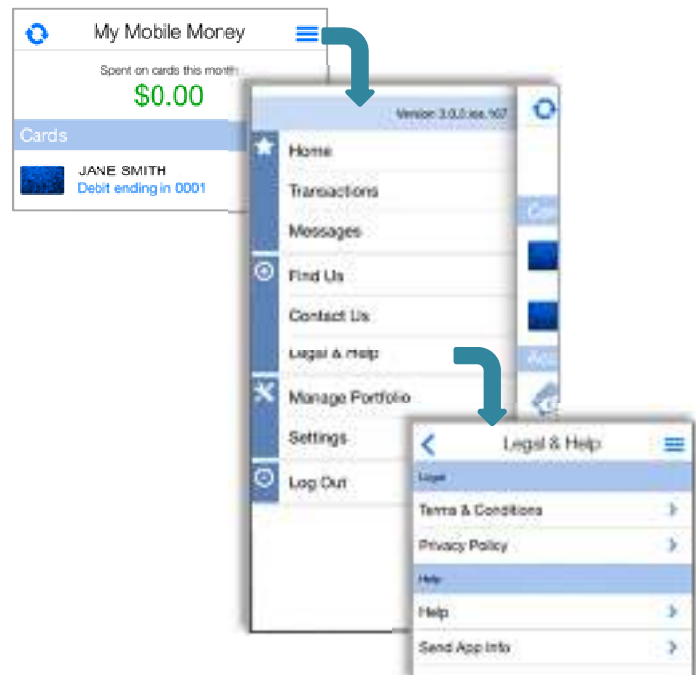 My Mobile Money
Spent on cards this month
$0.00
Cards
JANE SMITH
Debit ending in 0001
Home
Transactions
Messages
Find Us
Contact Us
Legal & Help
Manage Portfolio
Settings
Log Out
Legal & Help
Legal
Terms & Conditions
Privacy Policy
Help
Help
Send App Info